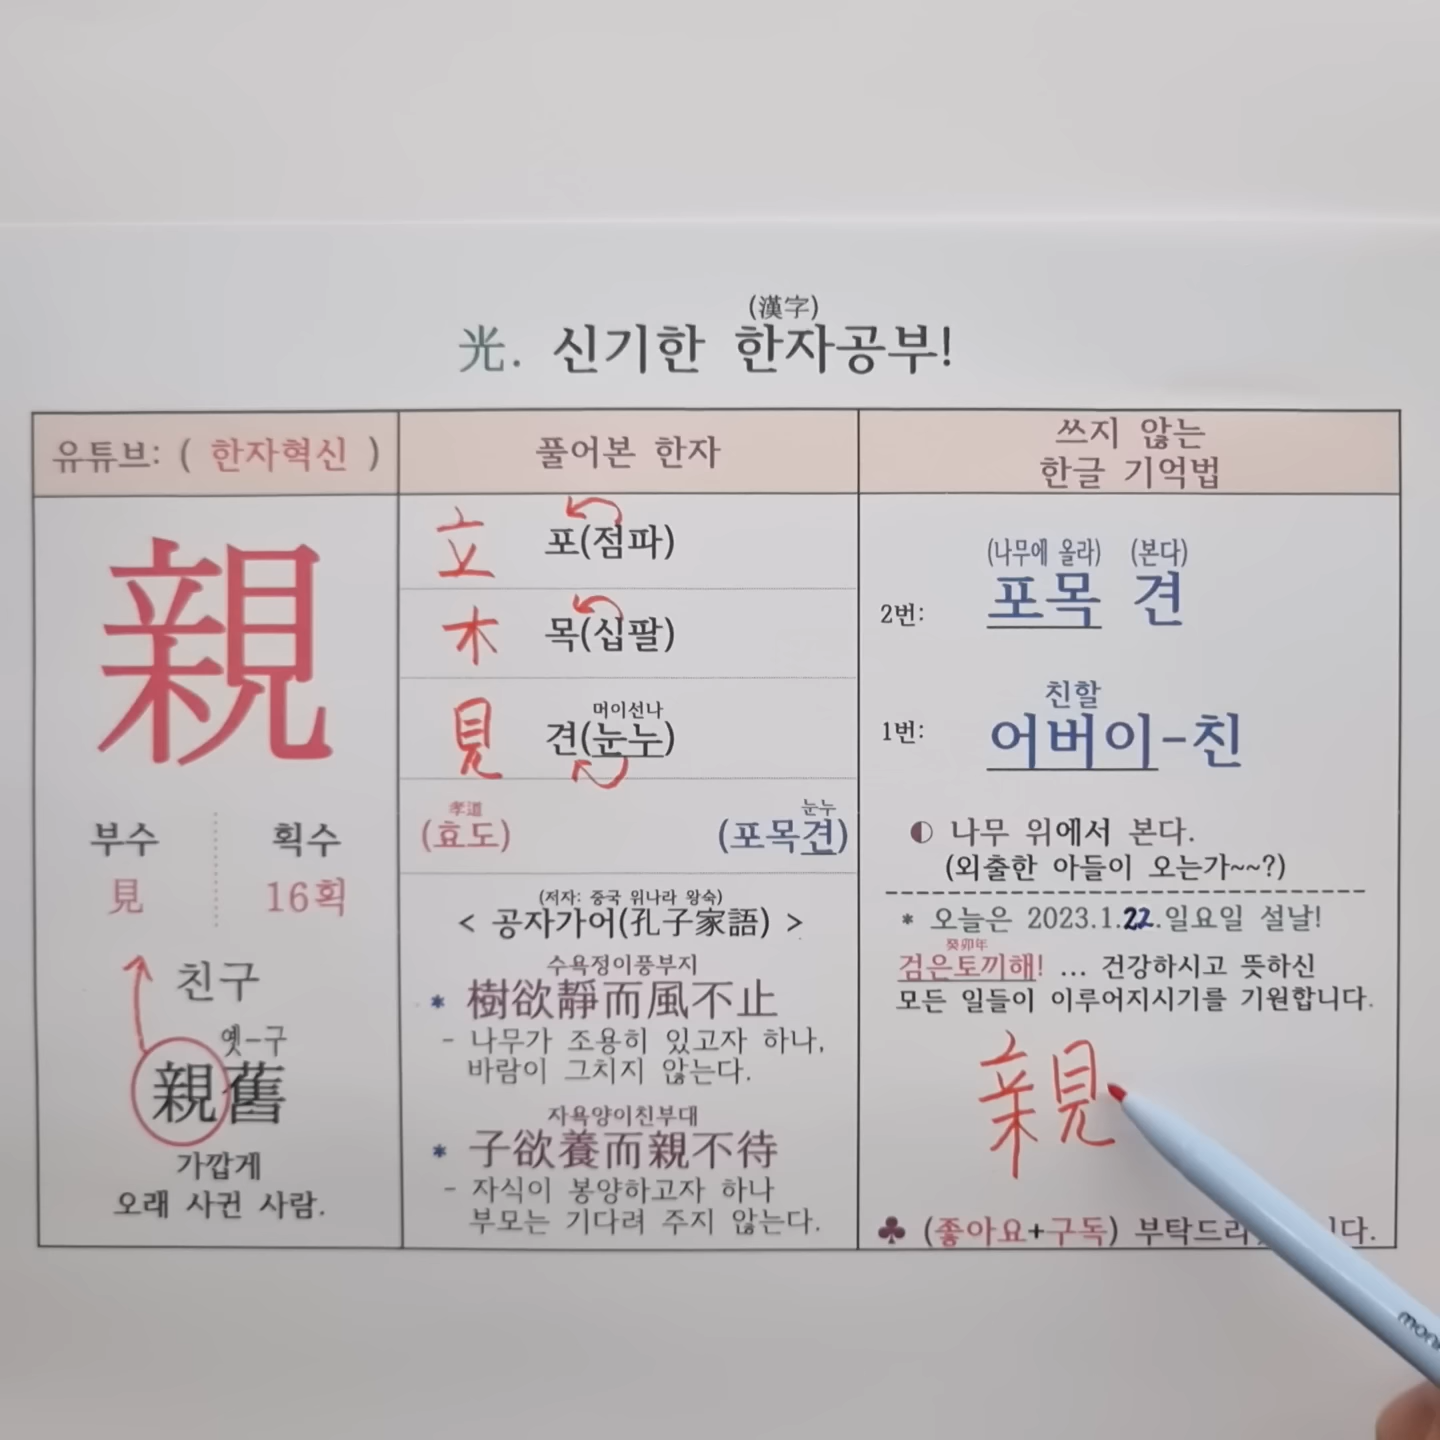 (漢字)
光. 신기한 한자공부!
유튜브: ( 한자혁신 )
親
부수 획수
見 16획
친구
옛-구
親舊
가깝게
오래 사귄 사람.
풀어본 한자
立 포(점파)
木 목(십팔)
머이선나
見 견(눈누)
孝道 눈누
(효도) (포목견)
(저자: 중국 위나라 왕숙)
< 공자가어(孔子家語) >
수욕정이풍부지
* 樹欲靜而風不止
- 나무가 조용히 있고자 하나,
바람이 그치지 않는다.
자욕양이친부대
* 子欲養而親不待
- 자식이 봉양하고자 하나
부모는 기다려 주지 않는다.
쓰지 않는
한글 기억법
(나무에 올라) (본다)
2번: 포목 견
친할
1번: 어버이-친
◐ 나무 위에서 본다.
(외출한 아들이 오는가~~?)
* 오늘은 2023.1.22.일요일 설날!
癸卯年
검은토끼해! ... 건강하시고 뜻하신
모든 일들이 이루어지시기를 기원합니다.
親
♣ (좋아요+구독) 부탁드리 니다.